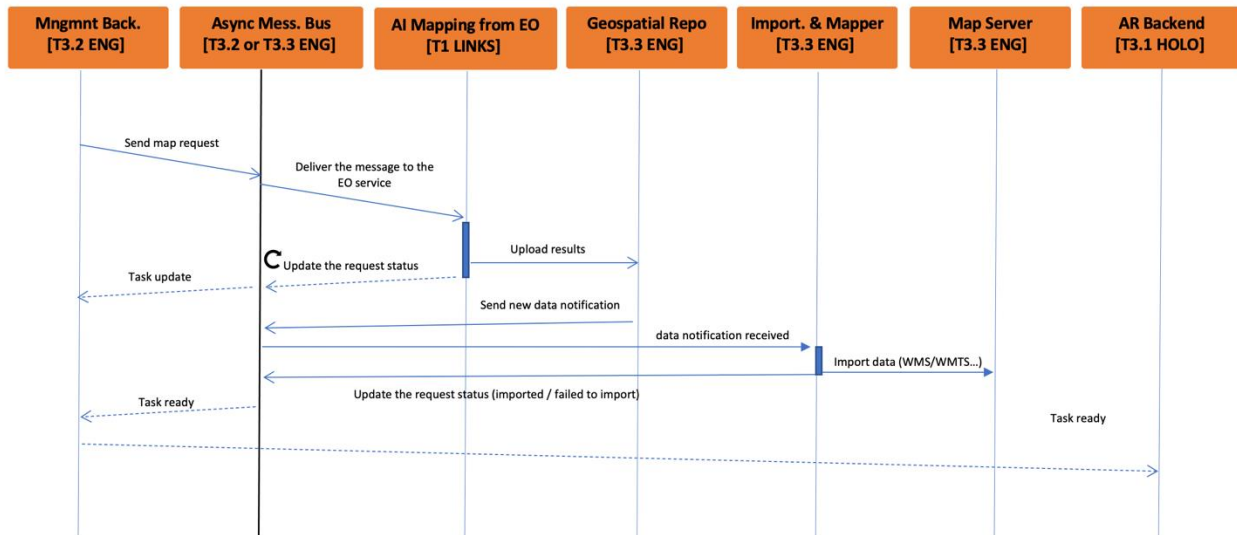 Mngmnt Back.
[T3.2 ENG]
Async Mess. Bus
[T3.2 or T3.3 ENG]
AI Mapping from EO
[T1 LINKS]
Geospatial Repo
[T3.3 ENG]
Import. & Mapper
[T3.3 ENG]
Map Server
[T3.3 ENG]
AR Backend
[T3.1 HOLO]
Send map request
Deliver the message to the
EO service
Upload results
Update the request status
Task update
Send new data notification
data notification received
Import data (WMS/WMTS...)
Update the request status (imported / failed to import)
Task ready
Task ready